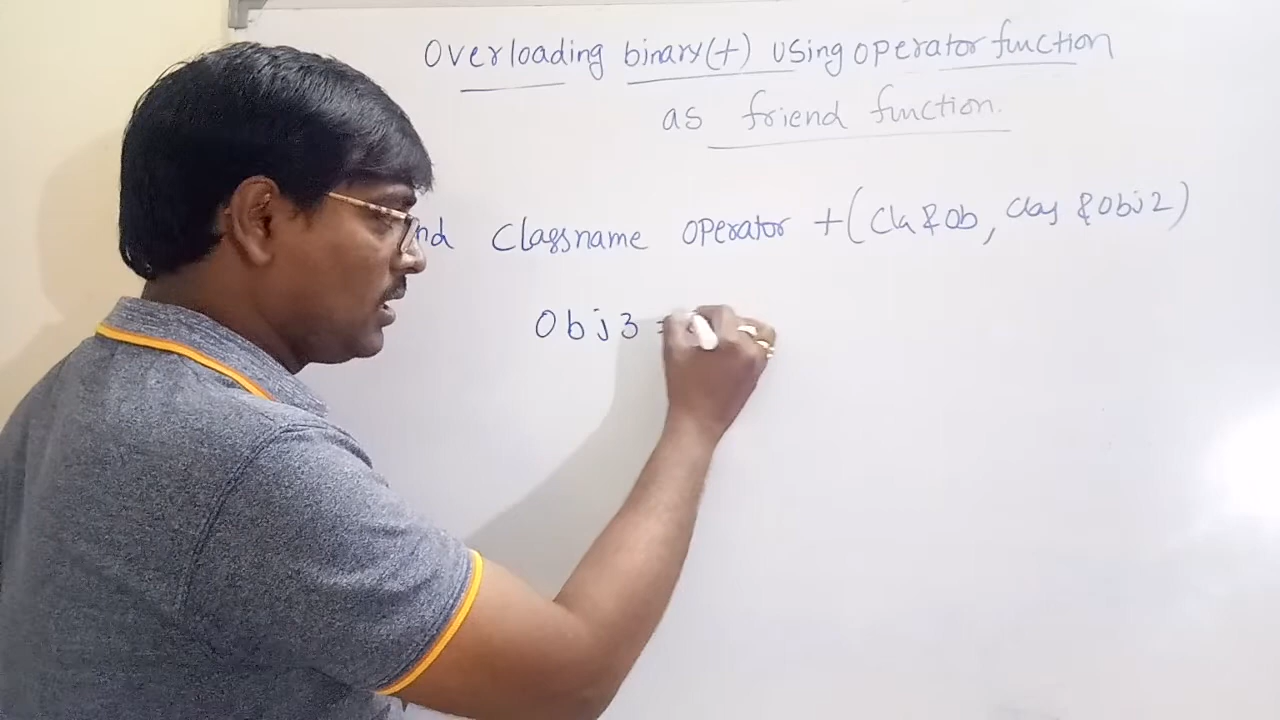 Overloading binary(+) using operator function
as friend function.
nd Classname operator +(Cla &ob, Clas &obj2)
Obj3 =